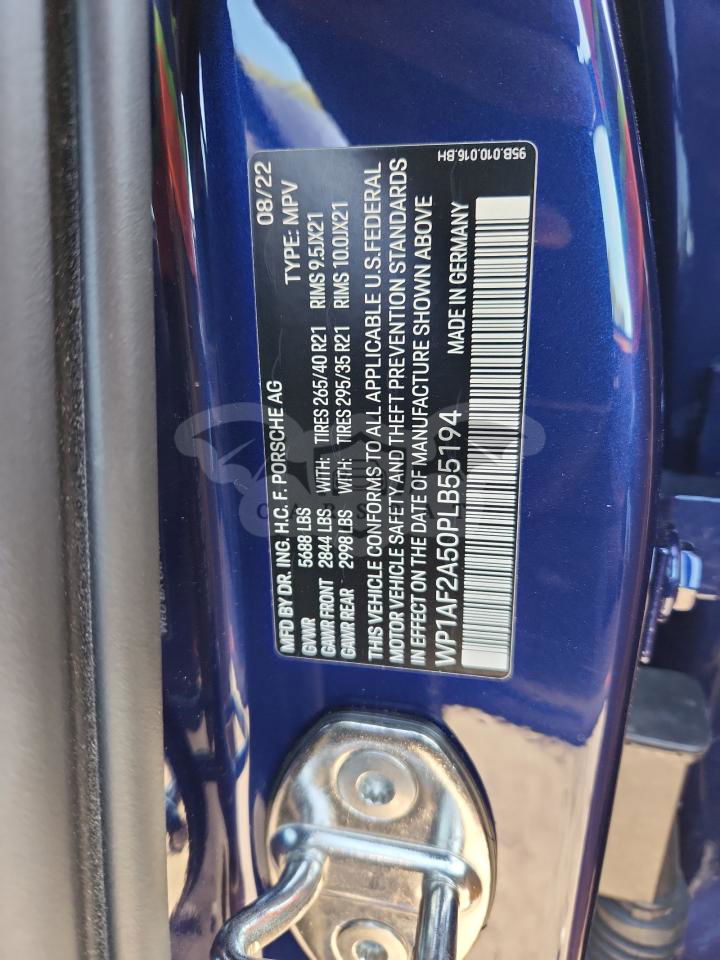 MFD BY DR. ING. H.C. F. PORSCHE AG 08/22
GVWR 5688 LBS TYPE: MPV
GAWR FRONT 2844 LBS WITH: TIRES 265/40 R21 RIMS 9.5JX21
GAWR REAR 2998 LBS WITH: TIRES 295/35 R21 RIMS 10.0JX21
THIS VEHICLE CONFORMS TO ALL APPLICABLE U.S. FEDERAL
MOTOR VEHICLE SAFETY AND THEFT PREVENTION STANDARDS
IN EFFECT ON THE DATE OF MANUFACTURE SHOWN ABOVE
WP1AF2A50PLB55194 MADE IN GERMANY
95B.010.016.BH